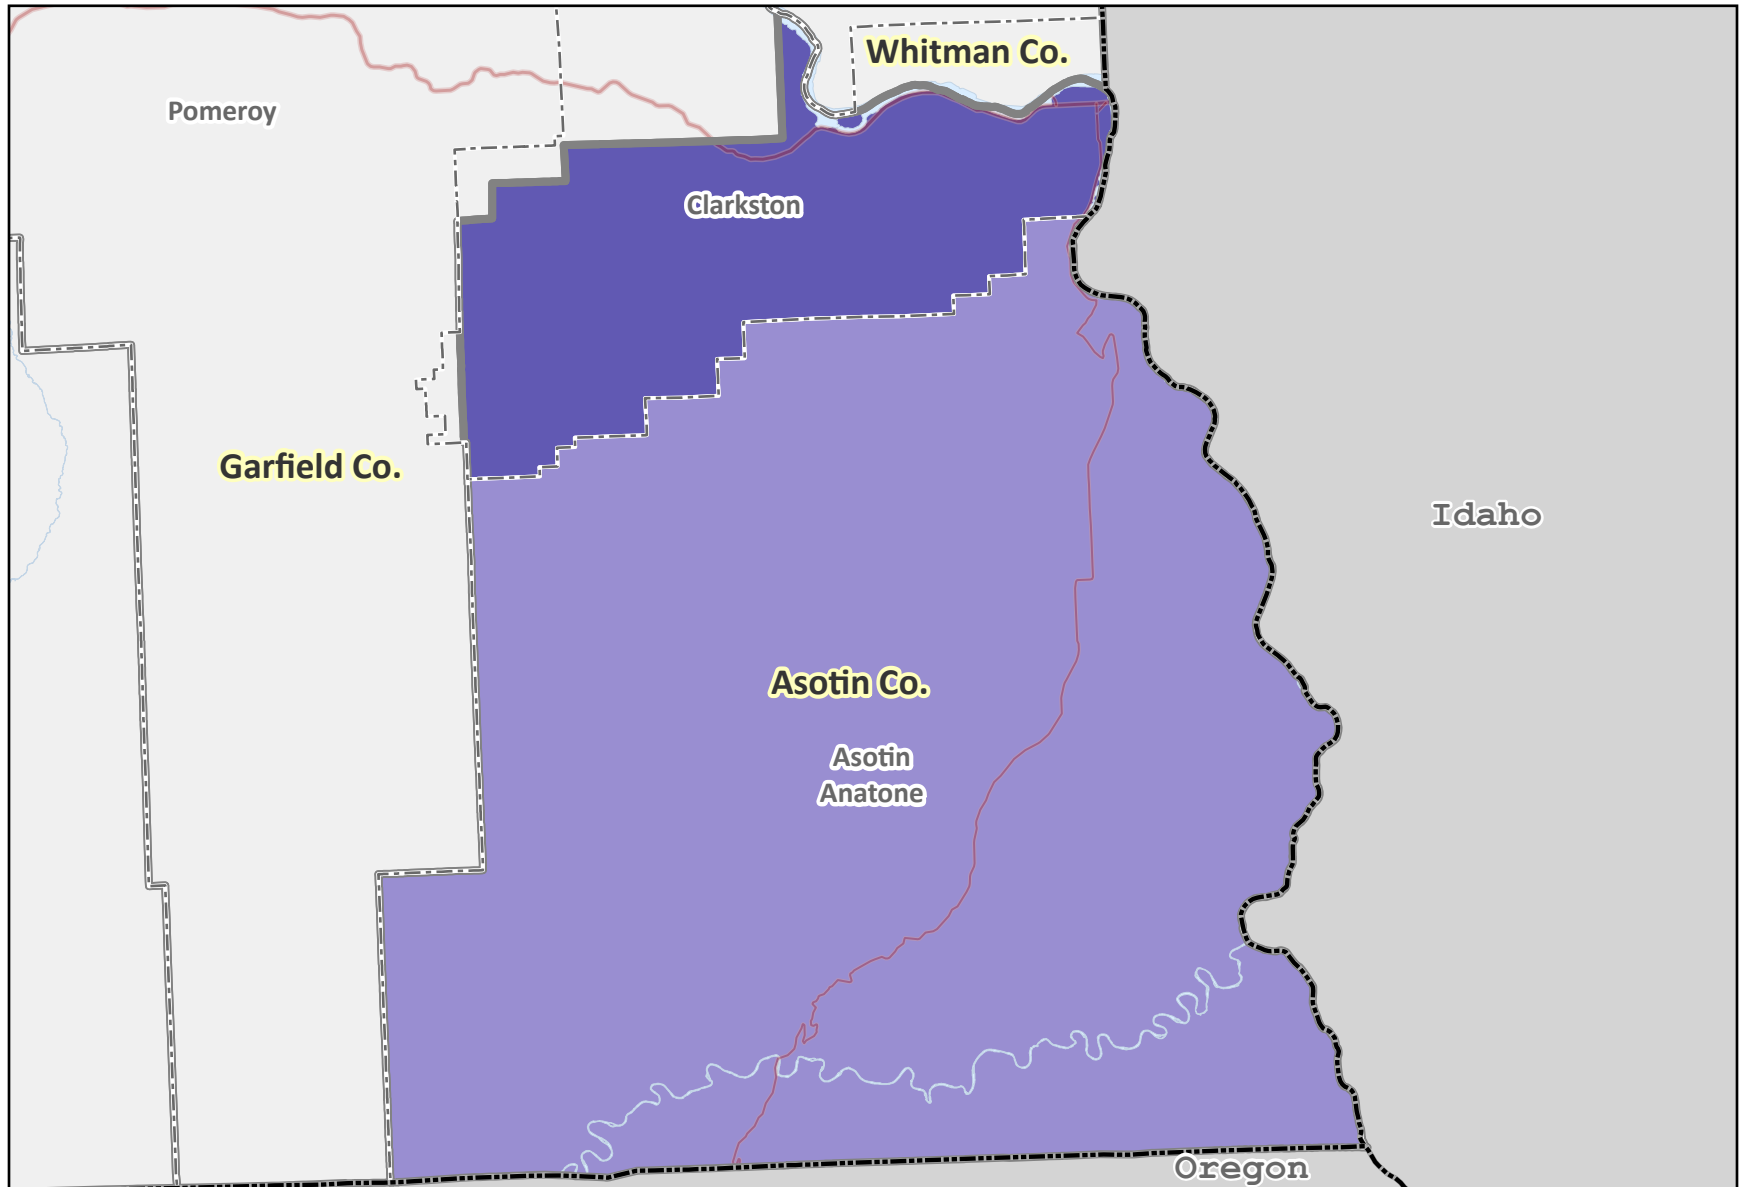 Whitman Co.
Pomeroy
Clarkston
Garfield Co.
Idaho
Asotin Co.
Asotin
Anatone
Oregon